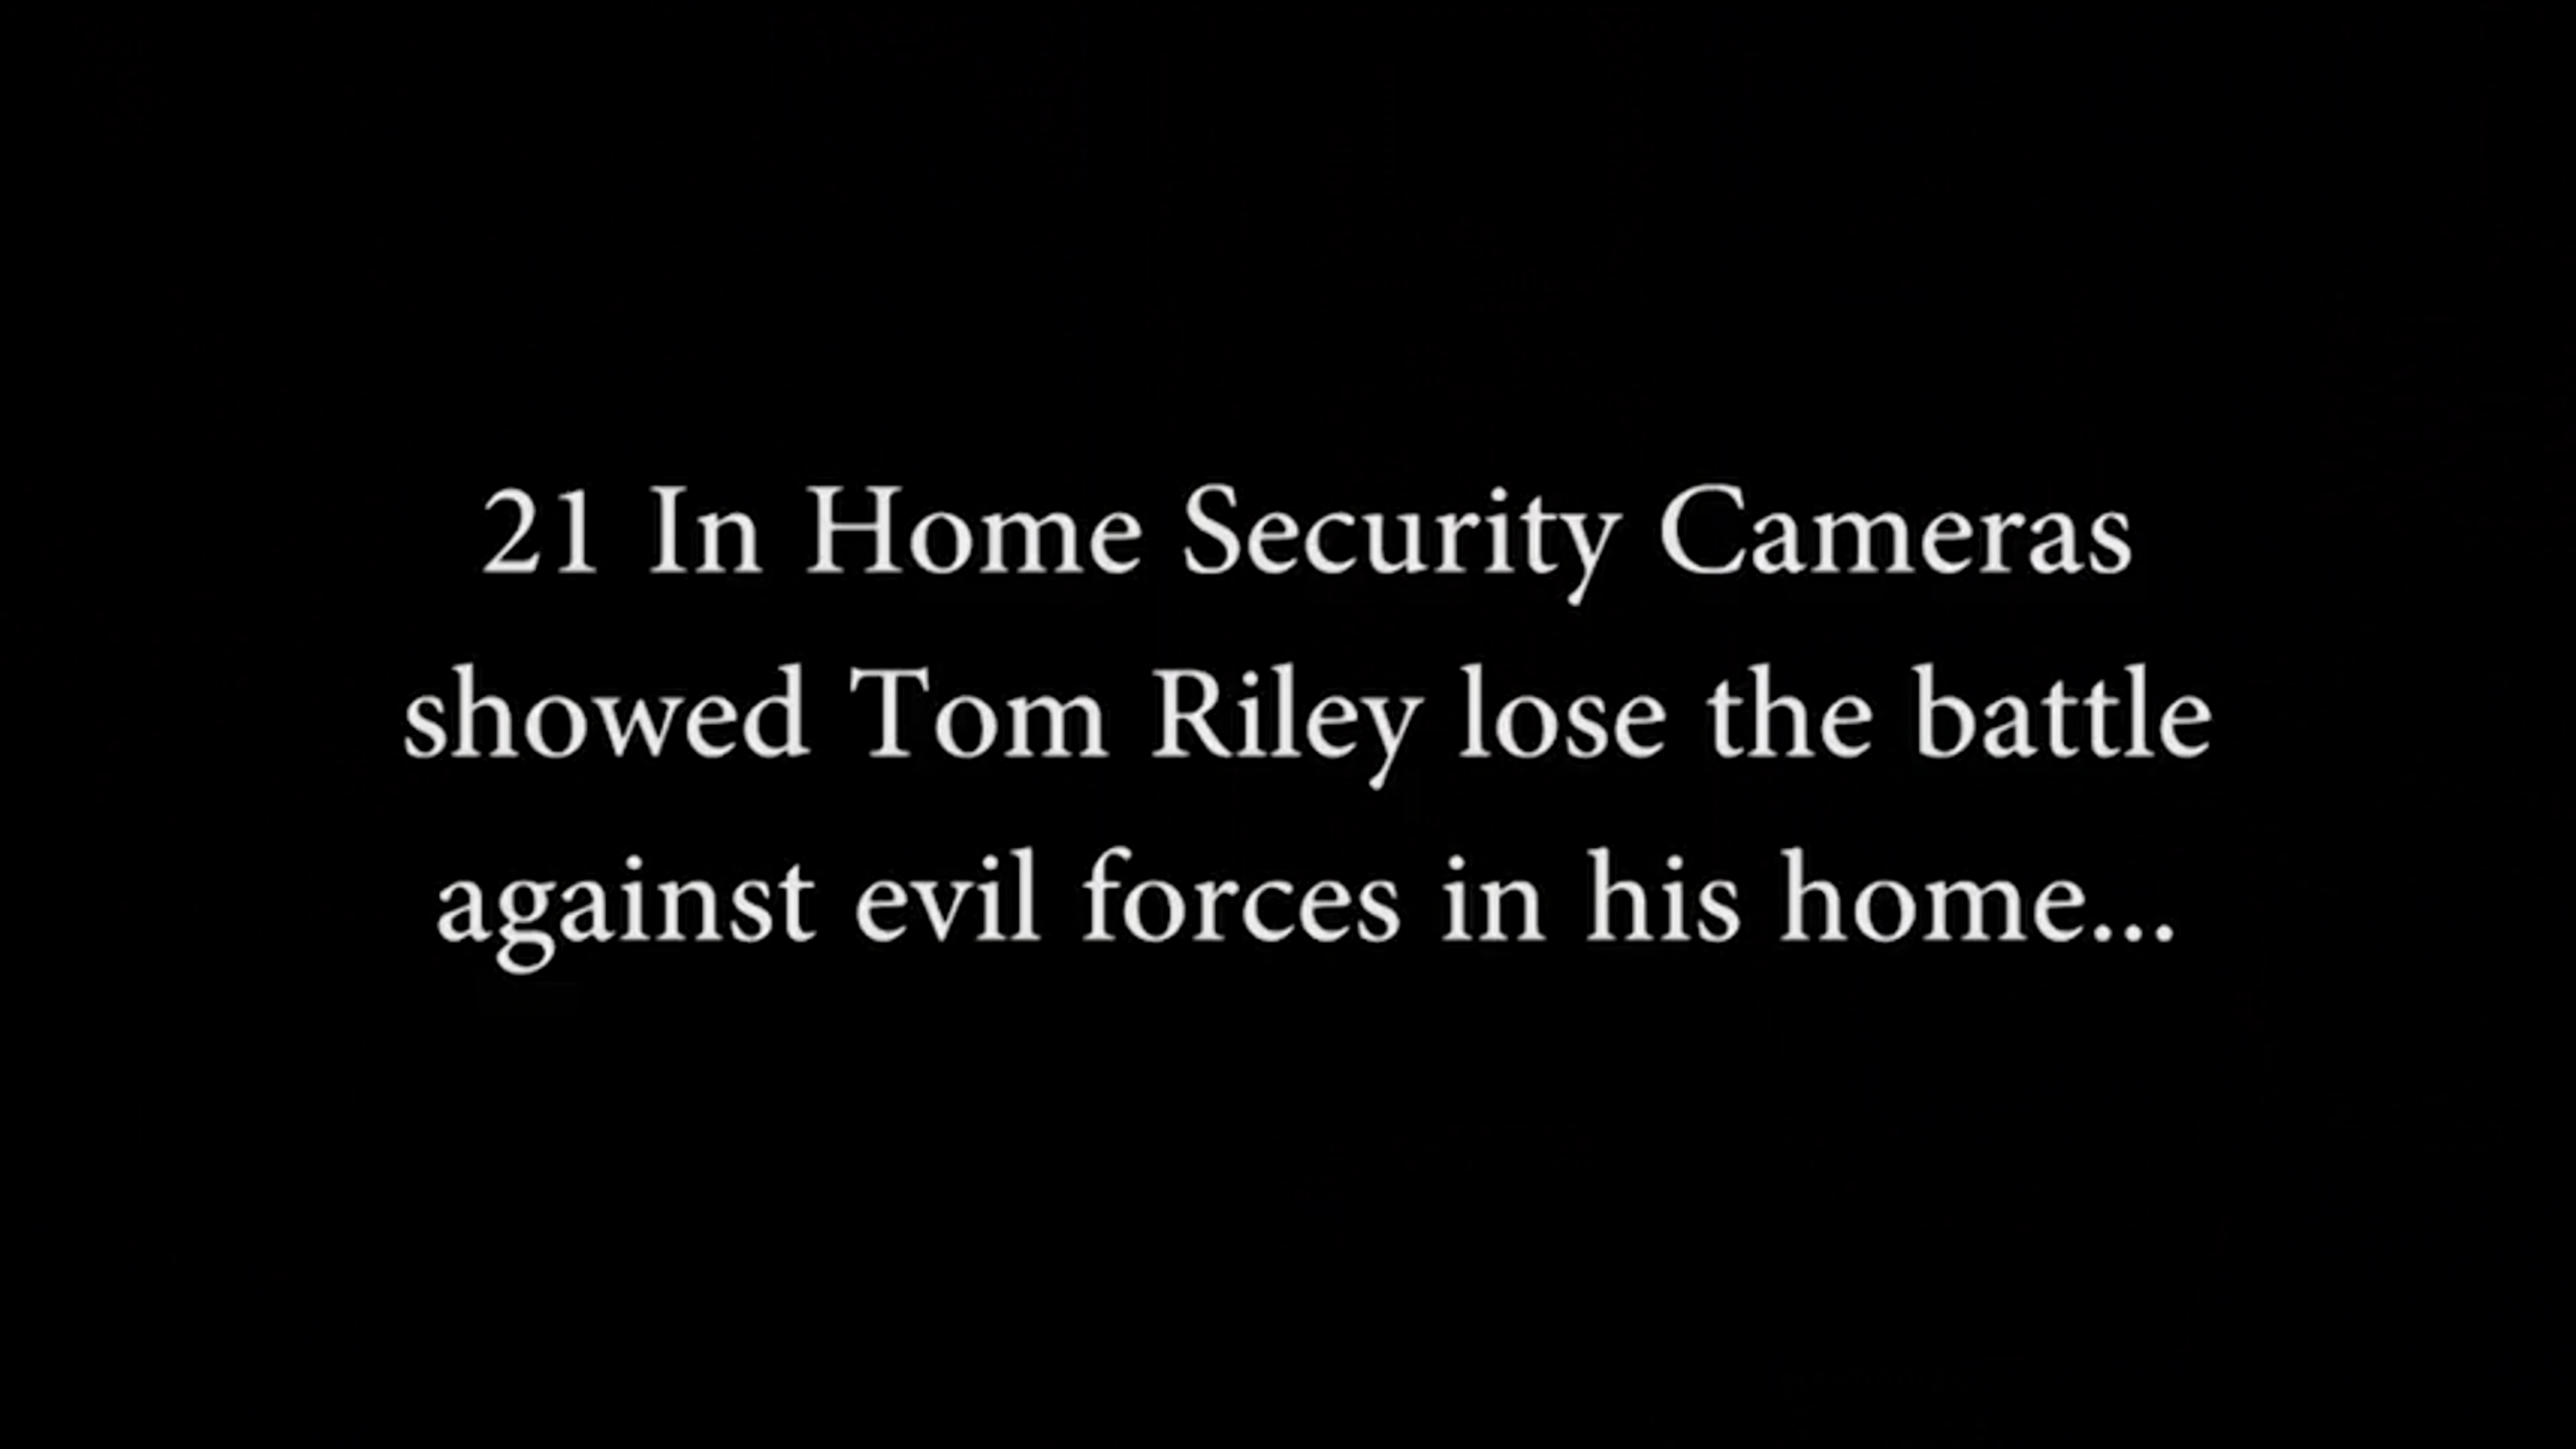 21 In Home Security Cameras
showed Tom Riley lose the battle
against evil forces in his home...